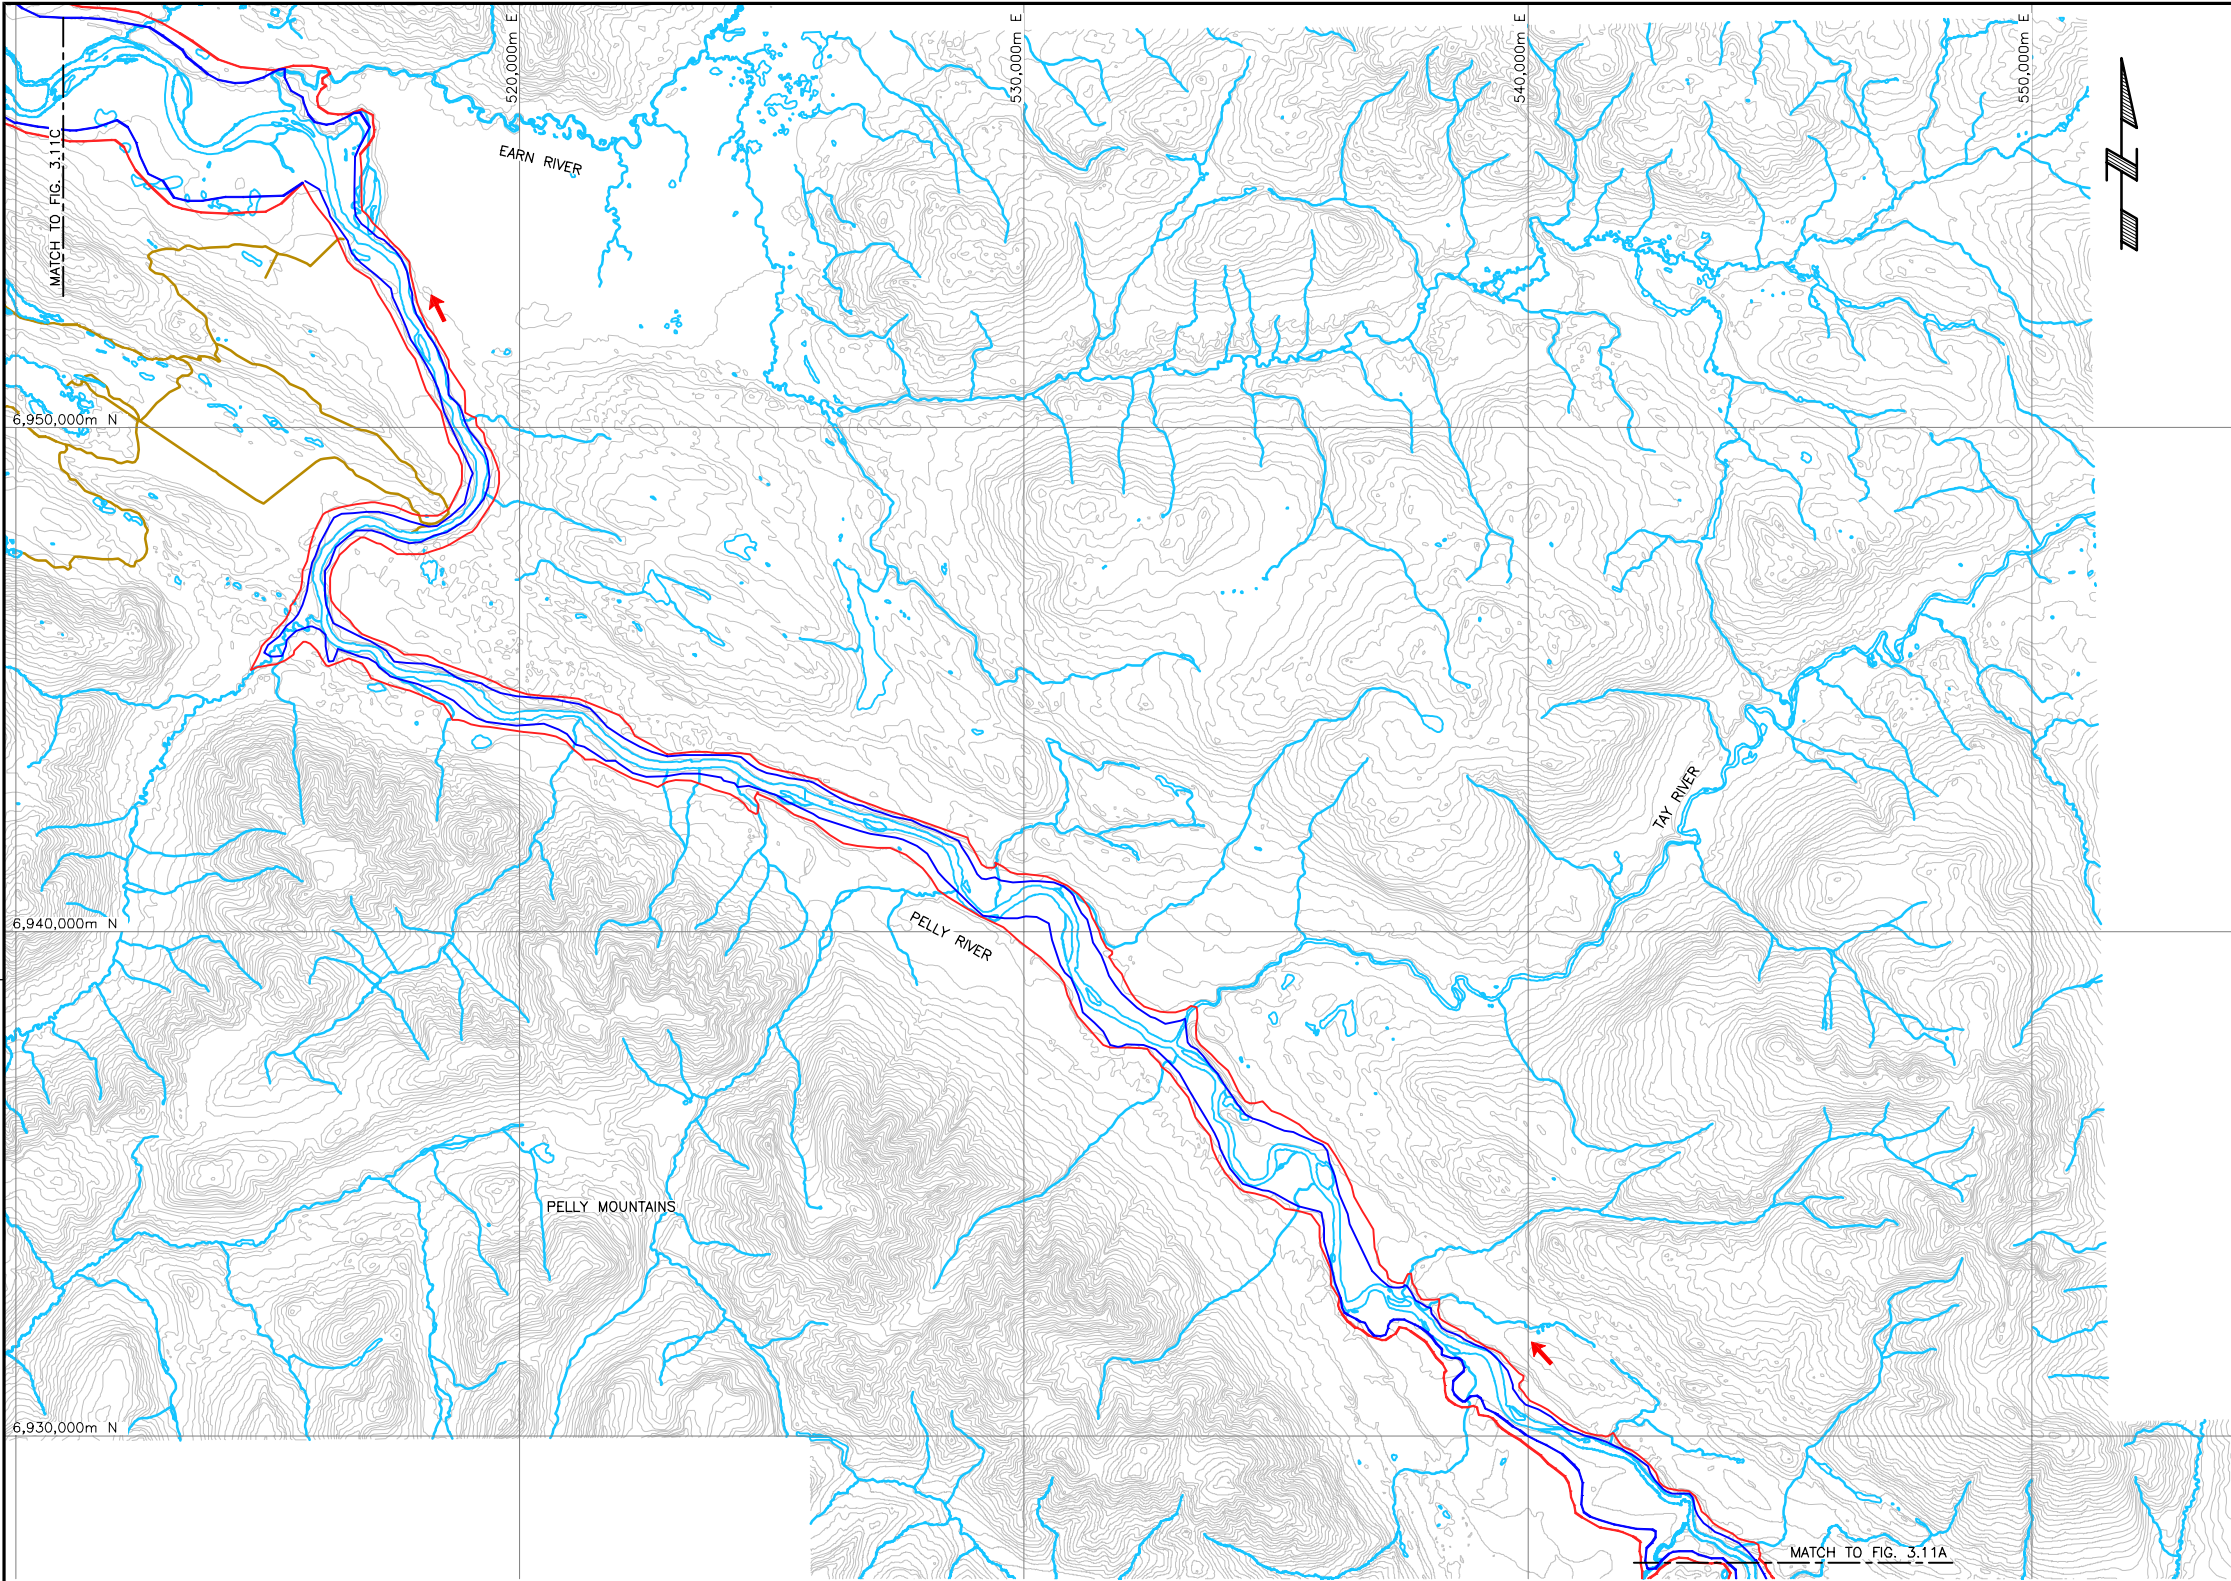 520,000m E
530,000m E
540,000m E
550,000m E
MATCH TO FIG. 3.11C
EARN RIVER
6,950,000m N
TAY RIVER
6,940,000m N
PELLY RIVER
PELLY MOUNTAINS
6,930,000m N
MATCH TO FIG. 3.11A